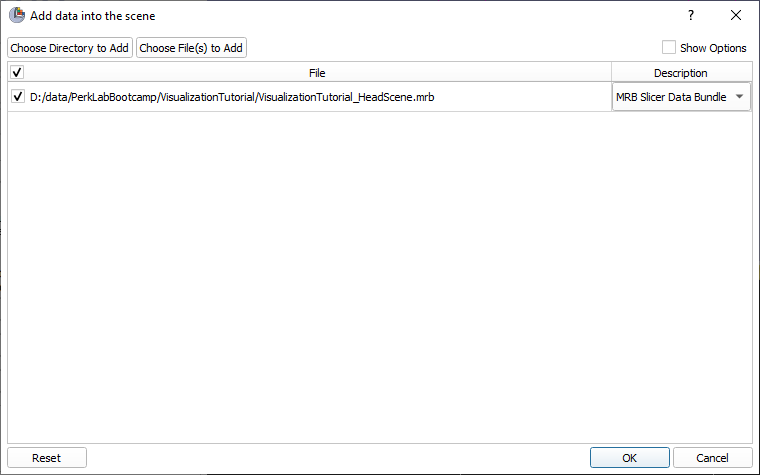 Add data into the scene
?
Choose Directory to Add Choose File(s) to Add Show Options
File Description
D:/data/PerkLabBootcamp/VisualizationTutorial/VisualizationTutorial_HeadScene.mrb MRB Slicer Data Bundle
Reset OK Cancel